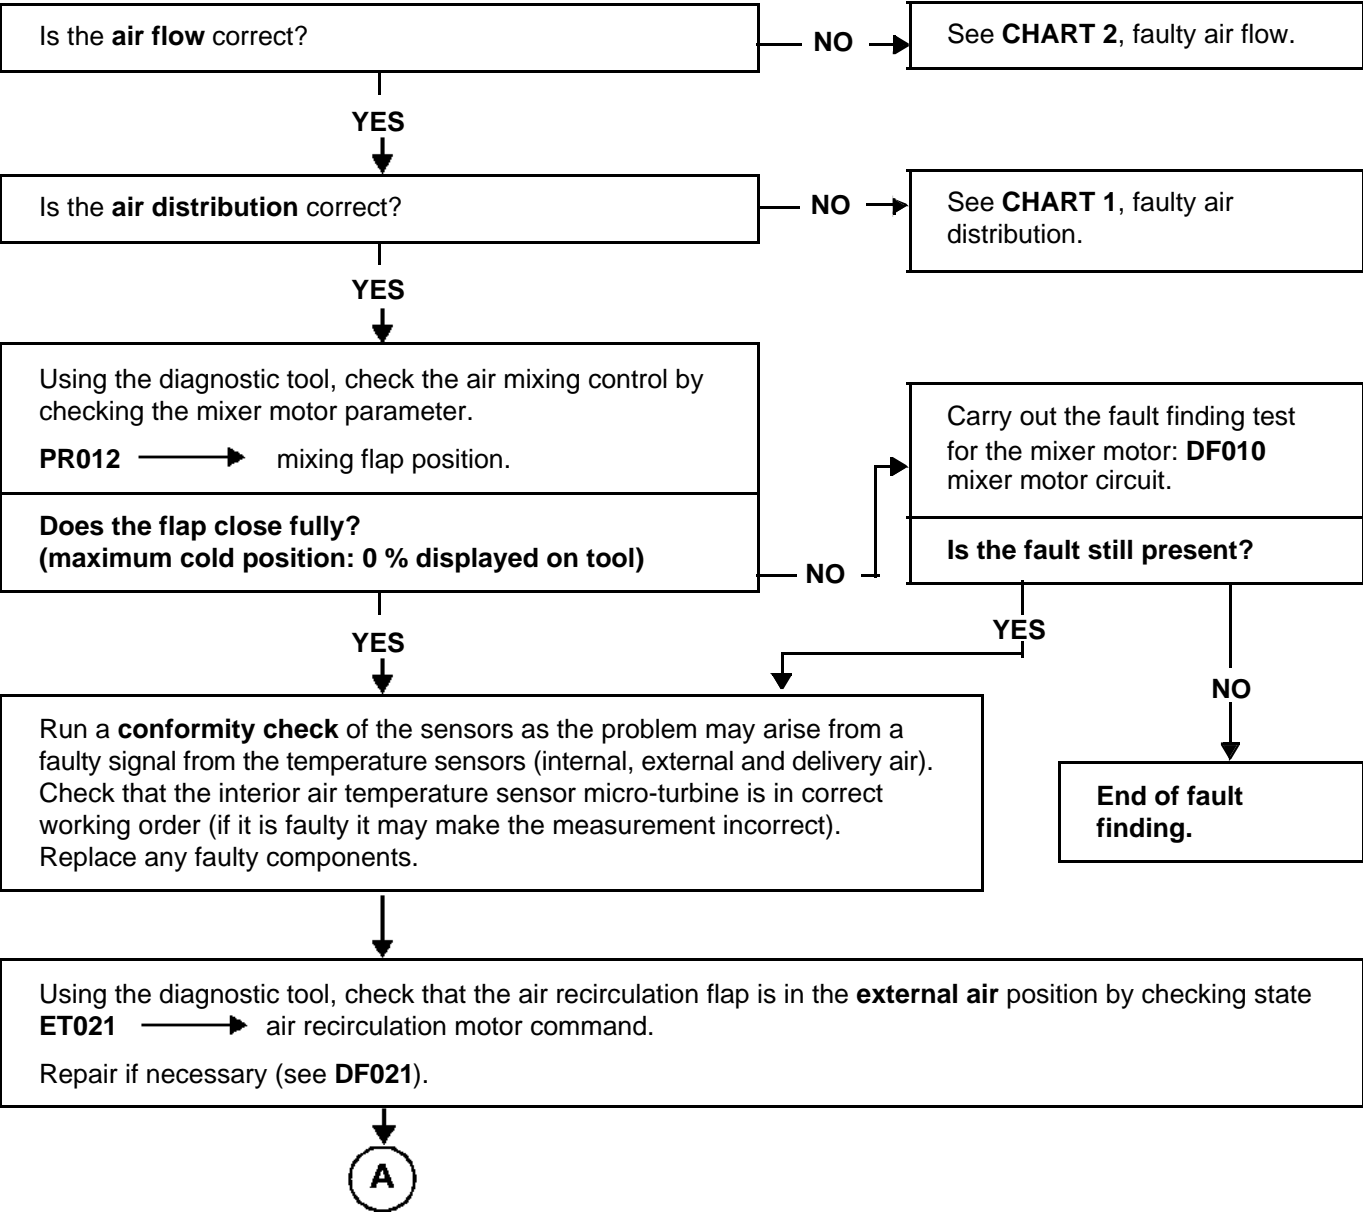 Is the air flow correct?
NO
See CHART 2, faulty air flow.
YES
Is the air distribution correct?
NO
See CHART 1, faulty air
distribution.
YES
Using the diagnostic tool, check the air mixing control by
checking the mixer motor parameter.
PR012 mixing flap position.
Does the flap close fully?
(maximum cold position: 0 % displayed on tool)
NO
Carry out the fault finding test
for the mixer motor: DF010
mixer motor circuit.
Is the fault still present?
YES
YES
NO
End of fault
finding.
Run a conformity check of the sensors as the problem may arise from a
faulty signal from the temperature sensors (internal, external and delivery air).
Check that the interior air temperature sensor micro-turbine is in correct
working order (if it is faulty it may make the measurement incorrect).
Replace any faulty components.
Using the diagnostic tool, check that the air recirculation flap is in the external air position by checking state
ET021 air recirculation motor command.
Repair if necessary (see DF021).
A